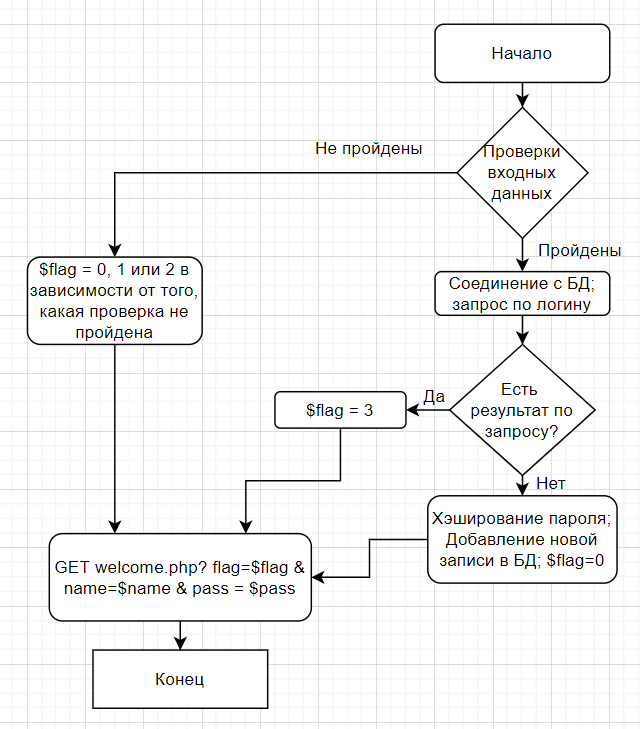 Начало
Проверки
входных
данных
Не пройдены
Пройдены
$flag = 0, 1 или 2 в
зависимости от того,
какая проверка не
пройдена
Соединение с БД;
запрос по логину
Есть
результат по
запросу?
Да
$flag = 3
Нет
Хэширование пароля;
Добавление новой
записи в БД; $flag=0
GET welcome.php? flag=$flag &
name=$name & pass = $pass
Конец